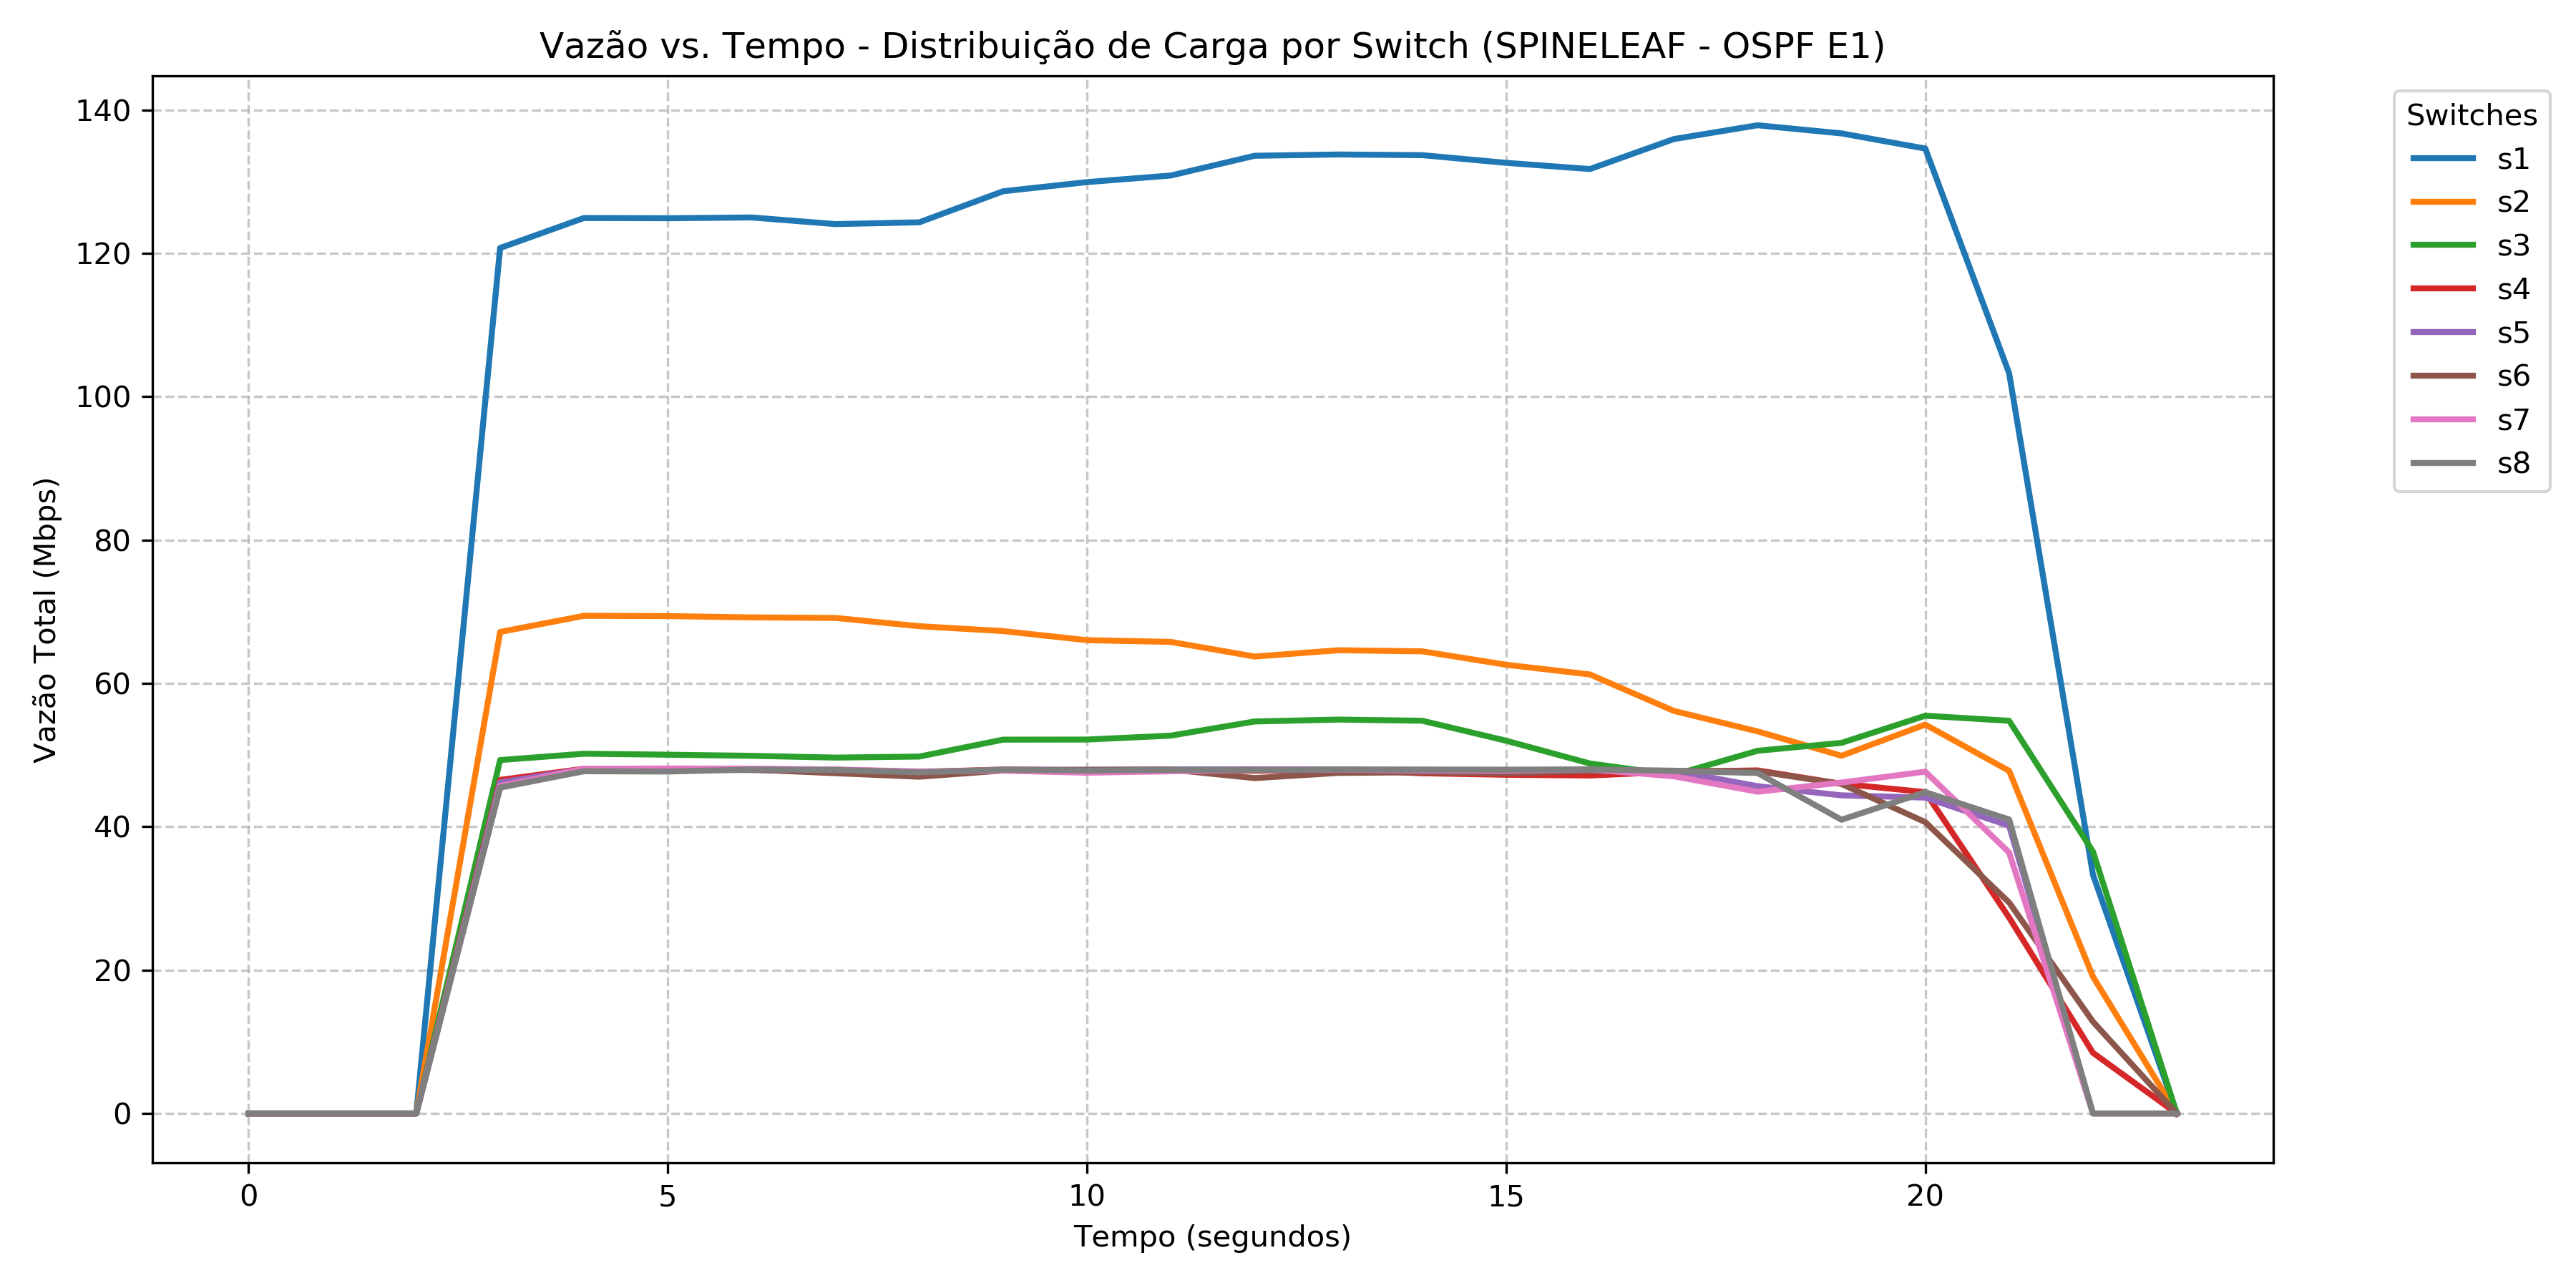 Vazão vs. Tempo - Distribuição de Carga por Switch (SPINELEAF - OSPF E1)
Vazão Total (Mbps)
140
120
100
80
60
40
20
0
0 5 10 15 20
Tempo (segundos)
Switches
s1
s2
s3
s4
s5
s6
s7
s8